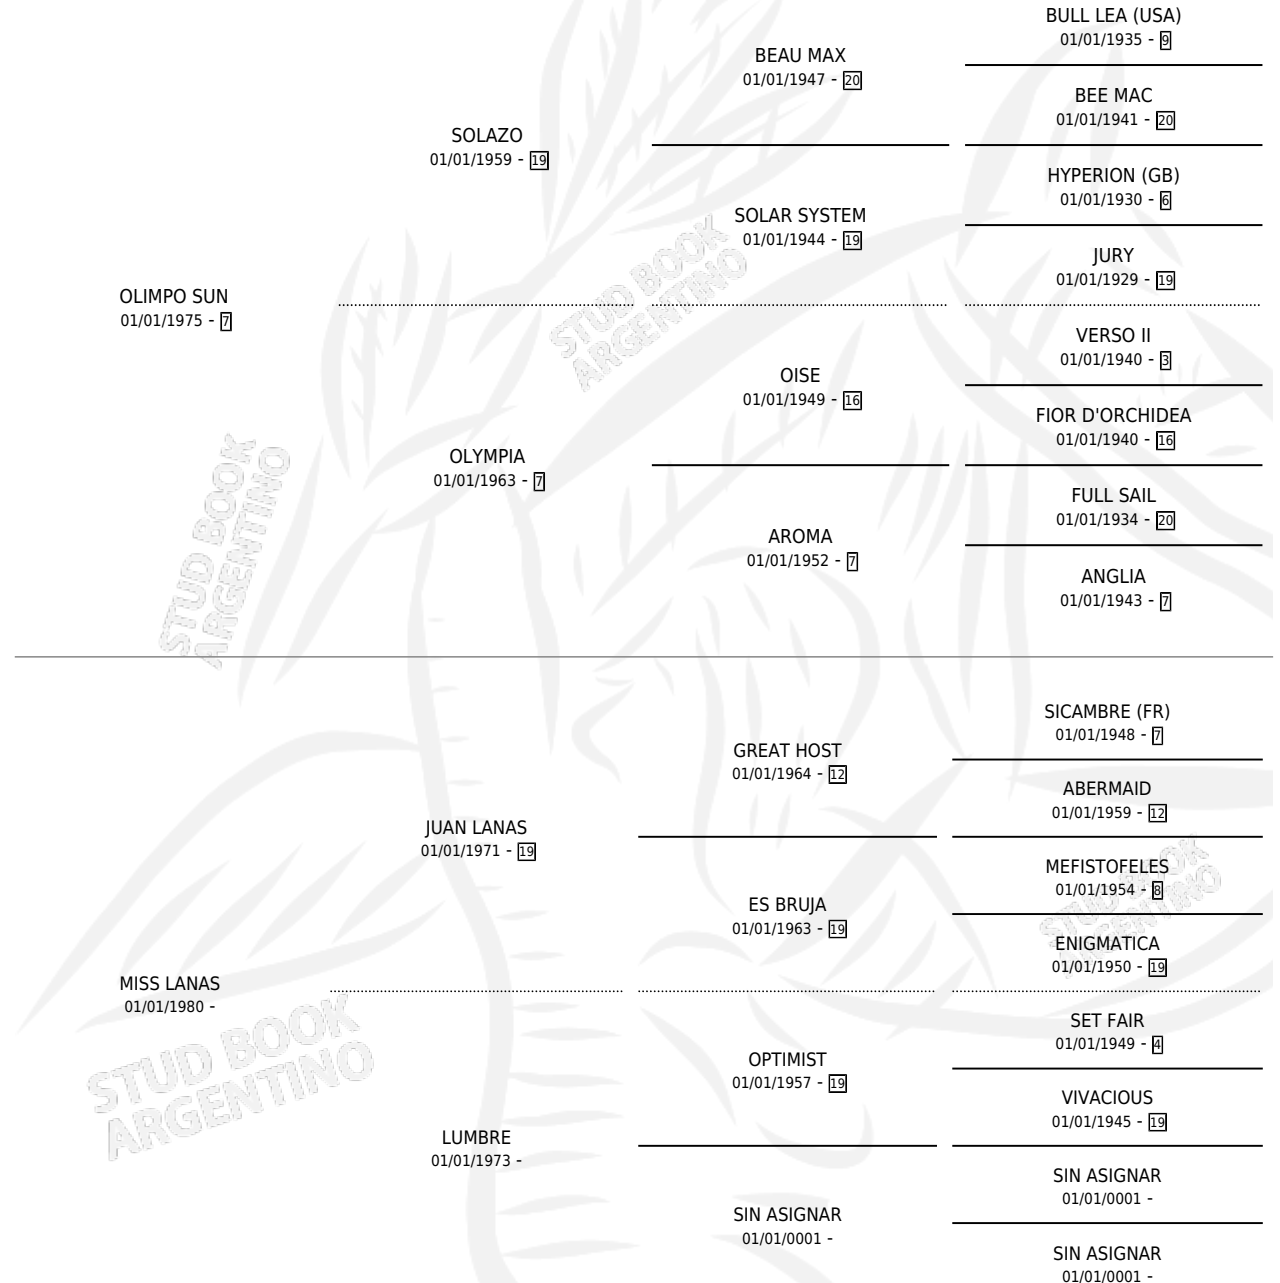 BULL LEA (USA)
01/01/1935 - 9
BEAU MAX
01/01/1947 - 20
BEE MAC
01/01/1941 - 20
SOLAZO
01/01/1959 - 19
HYPERION (GB)
01/01/1930 - 6
SOLAR SYSTEM
01/01/1944 - 19
JURY
01/01/1929 - 19
OLIMPO SUN
01/01/1975 - 7
VERSO II
01/01/1940 - 3
OISE
01/01/1949 - 16
FIOR D'ORCHIDEA
01/01/1940 - 16
OLYMPIA
01/01/1963 - 7
FULL SAIL
01/01/1934 - 20
AROMA
01/01/1952 - 7
ANGLIA
01/01/1943 - 7
STUD BOOK
ARGENTINO
STUD BOOK
ARGENTINO
SICAMBRE (FR)
01/01/1948 - 7
GREAT HOST
01/01/1964 - 12
ABERMAID
01/01/1959 - 12
JUAN LANAS
01/01/1971 - 19
MEFISTOFELES
01/01/1954 - 8
ES BRUJA
01/01/1963 - 19
ENIGMATICA
01/01/1950 - 19
MISS LANAS
01/01/1980 -
SET FAIR
01/01/1949 - 4
OPTIMIST
01/01/1957 - 19
VIVACIOUS
01/01/1945 - 19
LUMBRE
01/01/1973 -
SIN ASIGNAR
01/01/0001 -
SIN ASIGNAR
01/01/0001 -
SIN ASIGNAR
01/01/0001 -
STUD BOOK
ARGENTINO
STUD BOOK
ARGENTINO